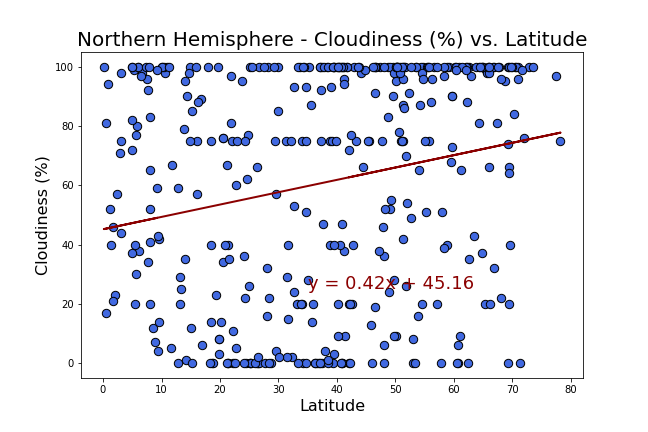 Northern Hemisphere - Cloudiness (%) vs. Latitude
100
80
60
40
20
0
Cloudiness (%)
y = 0.42x + 45.16
0 10 20 30 40 50 60 70 80
Latitude